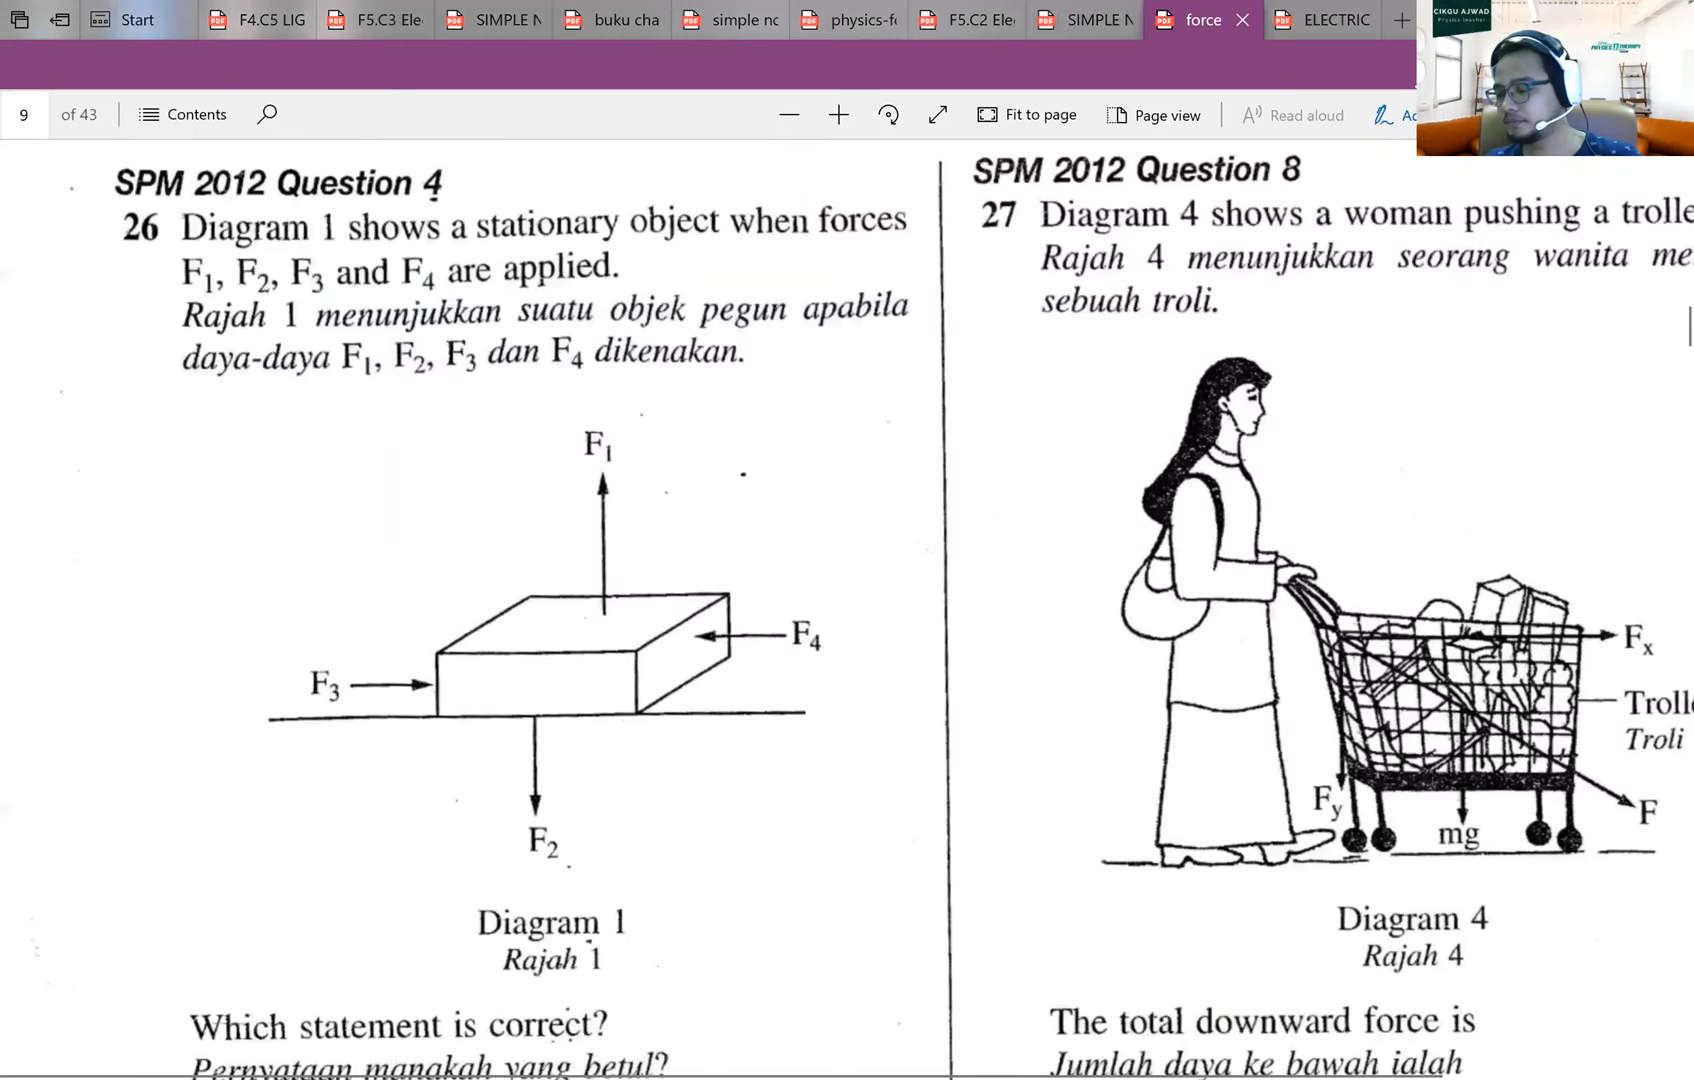 Start
F4.C5 LIG
F5.C3 Ele
SIMPLE N
buku cha
simple nc
physics-f
F5.C2 Ele
SIMPLE N
force
ELECTRIC
CIKGU AJWAD
Physics teacher
9 of 43
Contents
Fit to page
Page view
Read aloud
SPM 2012 Question 4
26 Diagram 1 shows a stationary object when forces
F₁, F₂, F₃ and F₄ are applied.
Rajah 1 menunjukkan suatu objek pegun apabila
daya-daya F₁, F₂, F₃ dan F₄ dikenakan.
F₁
F₄
F₃
F₂
Diagram 1
Rajah 1
Which statement is correct?
Pernyataan manakah yang betul?
SPM 2012 Question 8
27 Diagram 4 shows a woman pushing a trolle
Rajah 4 menunjukkan seorang wanita me
sebuah troli.
Fₓ
Troll
Troli
Fy
mg
F
Diagram 4
Rajah 4
The total downward force is
Jumlah daya ke bawah ialah